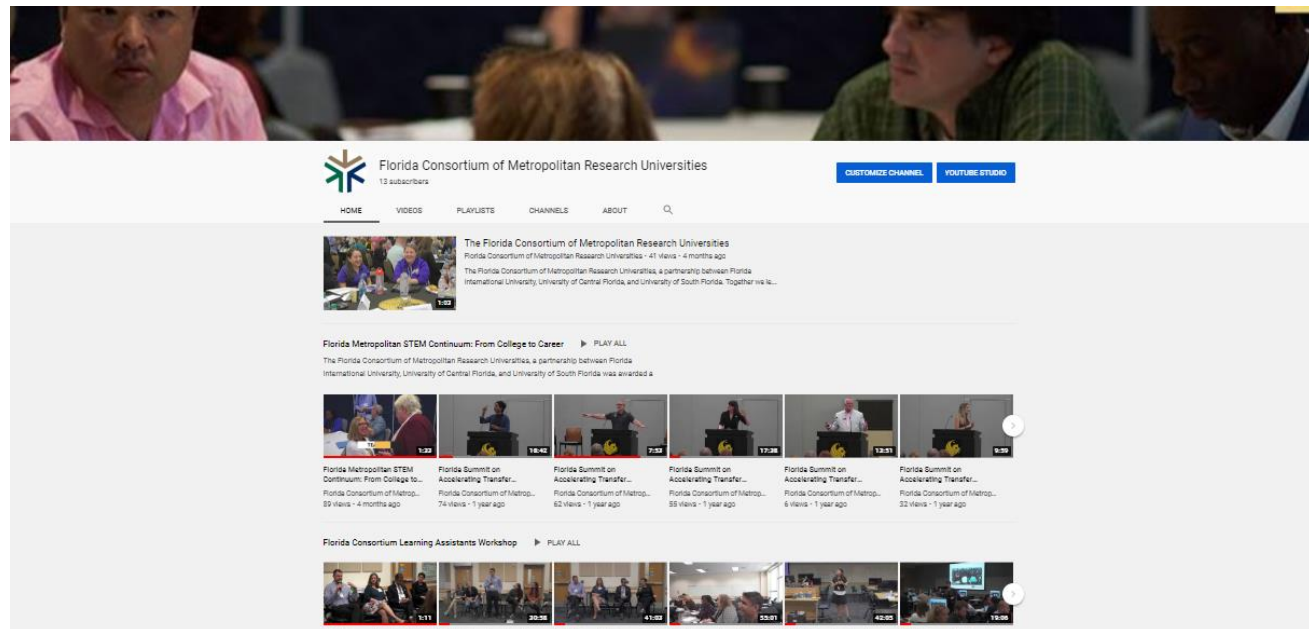 Florida Consortium of Metropolitan Research Universities
13 subscribers
CUSTOMIZE CHANNEL
YOUTUBE STUDIO
HOME
VIDEOS
PLAYLISTS
CHANNELS
ABOUT
1:03
The Florida Consortium of Metropolitan Research Universities
Florida Consortium of Metropolitan Research Universities • 41 views • 4 months ago
The Florida Consortium of Metropolitan Research Universities, a partnership between Florida
International University, University of Central Florida, and University of South Florida. Together we le...
Florida Metropolitan STEM Continuum: From College to Career
PLAY ALL
The Florida Consortium of Metropolitan Research Universities, a partnership between Florida
International University, University of Central Florida, and University of South Florida was awarded a
1:33
Florida Metropolitan STEM
Continuum: From College to...
Florida Consortium of Metrop...
89 views • 4 months ago
18:42
Florida Summit on
Accelerating Transfer...
Florida Consortium of Metrop...
74 views • 1 year ago
7:53
Florida Summit on
Accelerating Transfer...
Florida Consortium of Metrop...
62 views • 1 year ago
17:38
Florida Summit on
Accelerating Transfer...
Florida Consortium of Metrop...
55 views • 1 year ago
13:51
Florida Summit on
Accelerating Transfer...
Florida Consortium of Metrop...
6 views • 1 year ago
9:59
Florida Summit on
Accelerating Transfer...
Florida Consortium of Metrop...
32 views • 1 year ago
Florida Consortium Learning Assistants Workshop
PLAY ALL
1:11
30:58
41:03
55:01
42:05
19:06